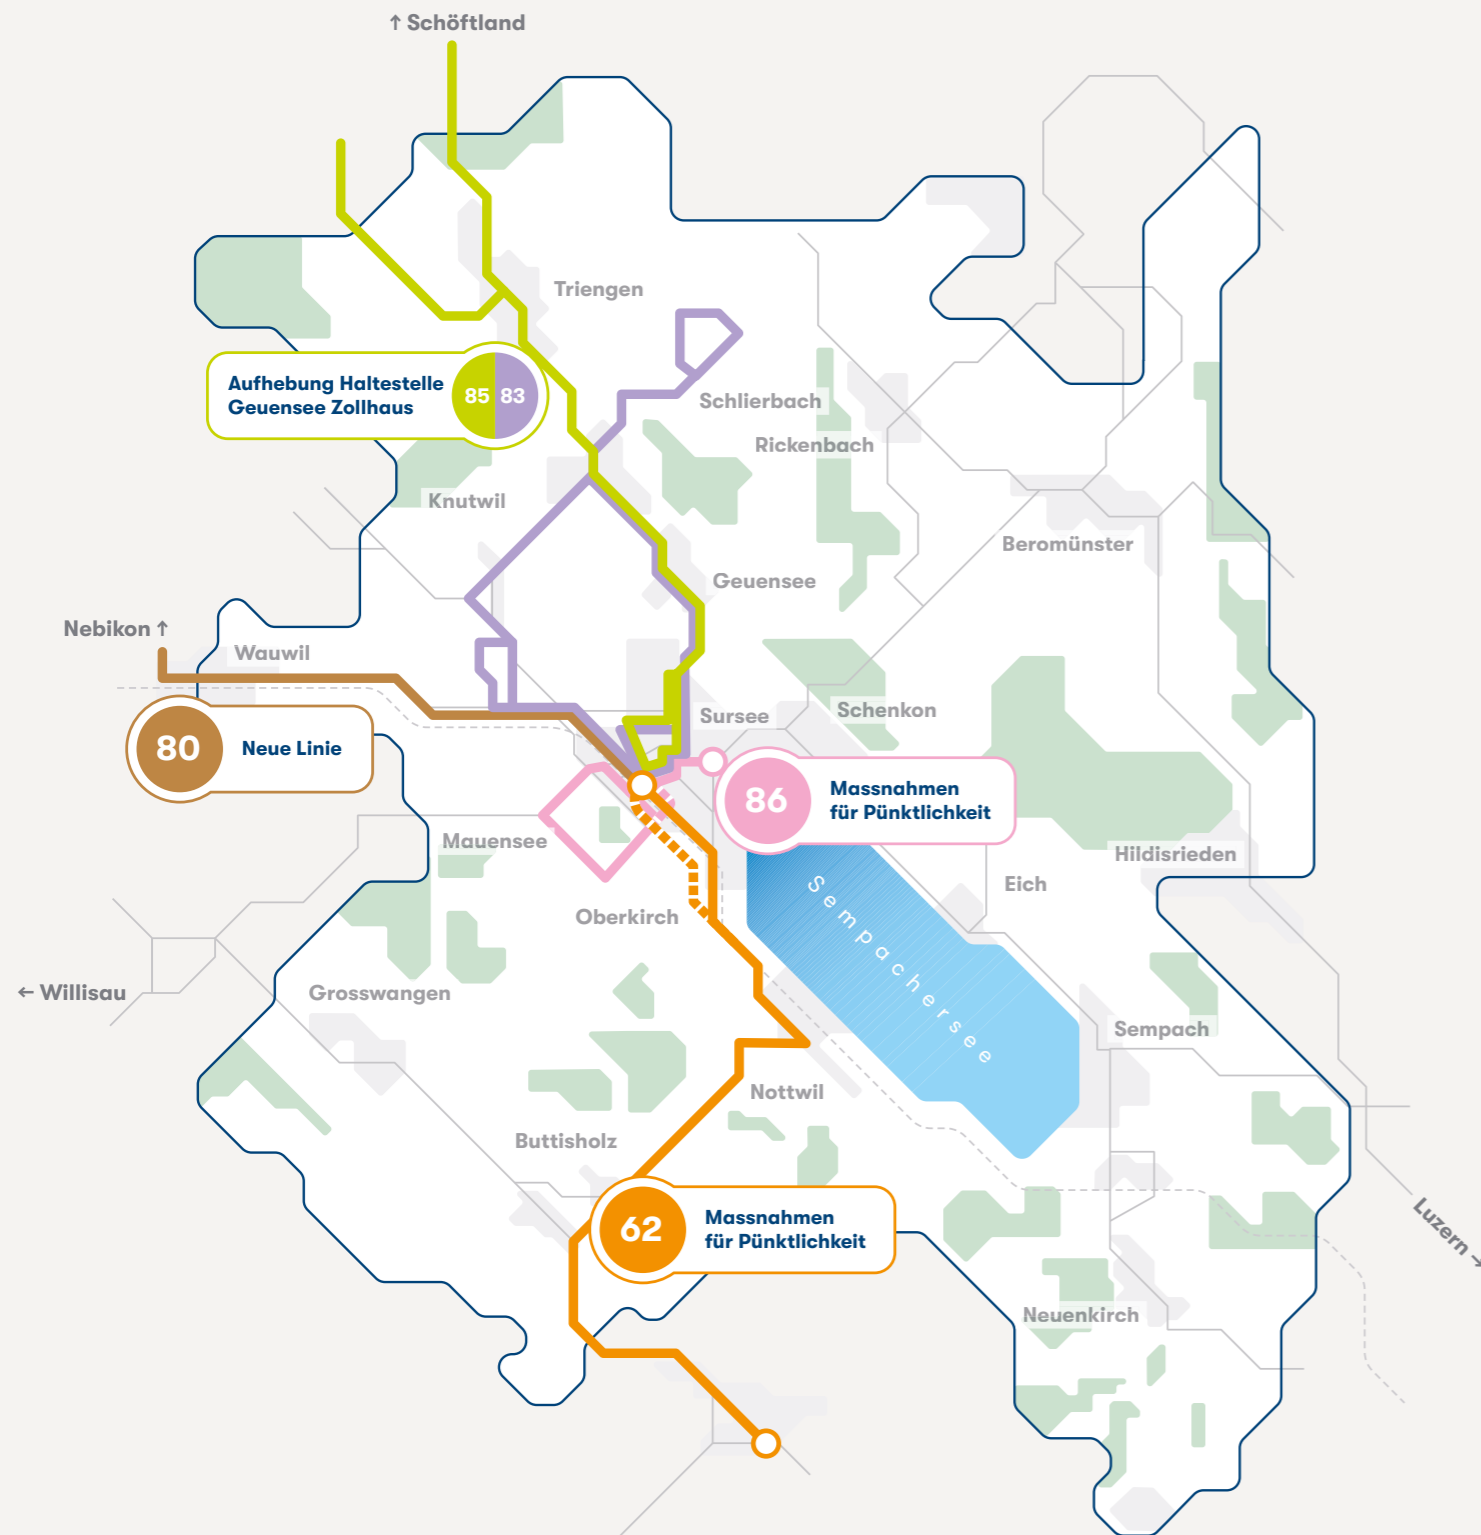 ↑ Schöftland
Triengen
Aufhebung Haltestelle
Geuensee Zollhaus
85 83
Schlierbach
Rickenbach
Knutwil
Beromünster
Geuensee
Nebikon ↑
Wauwil
Sursee
Schenkon
80
Neue Linie
86
Massnahmen
für Pünktlichkeit
Mauensee
Hildisrieden
Eich
Oberkirch
Sempachersee
← Willisau
Grosswangen
Sempach
Nottwil
Buttisholz
62
Massnahmen
für Pünktlichkeit
Luzern →
Neuenkirch